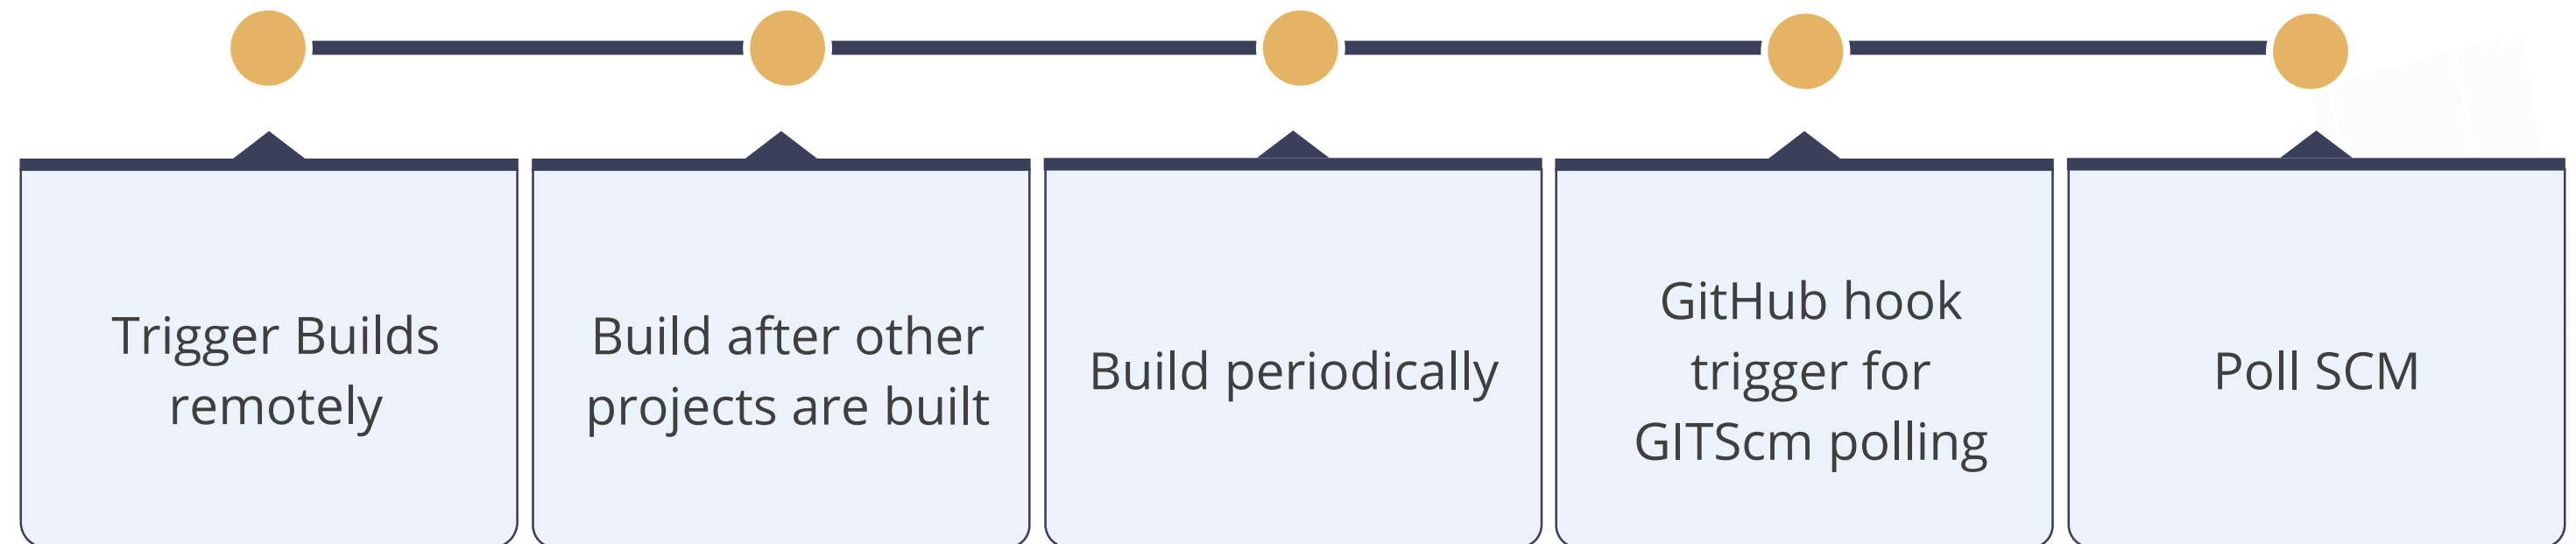 Trigger Builds
remotely
Build after other
projects are built
Build periodically
GitHub hook
trigger for
GITScm polling
Poll SCM